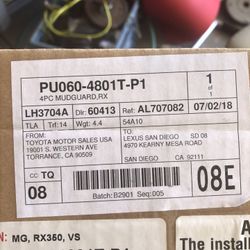 PU060-4801T-P1
4PC MUDGUARD,RX
1
of
1
LH3704A Dlr: 60413 Ref: AL707082 07/02/18
TLA Trf: 14 Mdl: 4.4 54A10
FROM:
TO:
TOYOTA MOTOR SALES USA
19001 S. WESTERN AVE
TORRANCE, CA 90509
LEXUS SAN DIEGO SD 08
4970 KEARNY MESA ROAD
SAN DIEGO CA 92111
CC TQ
08
08E
Batch: B2901 Seq: 005
N: MG, RX350, VS
A
The install